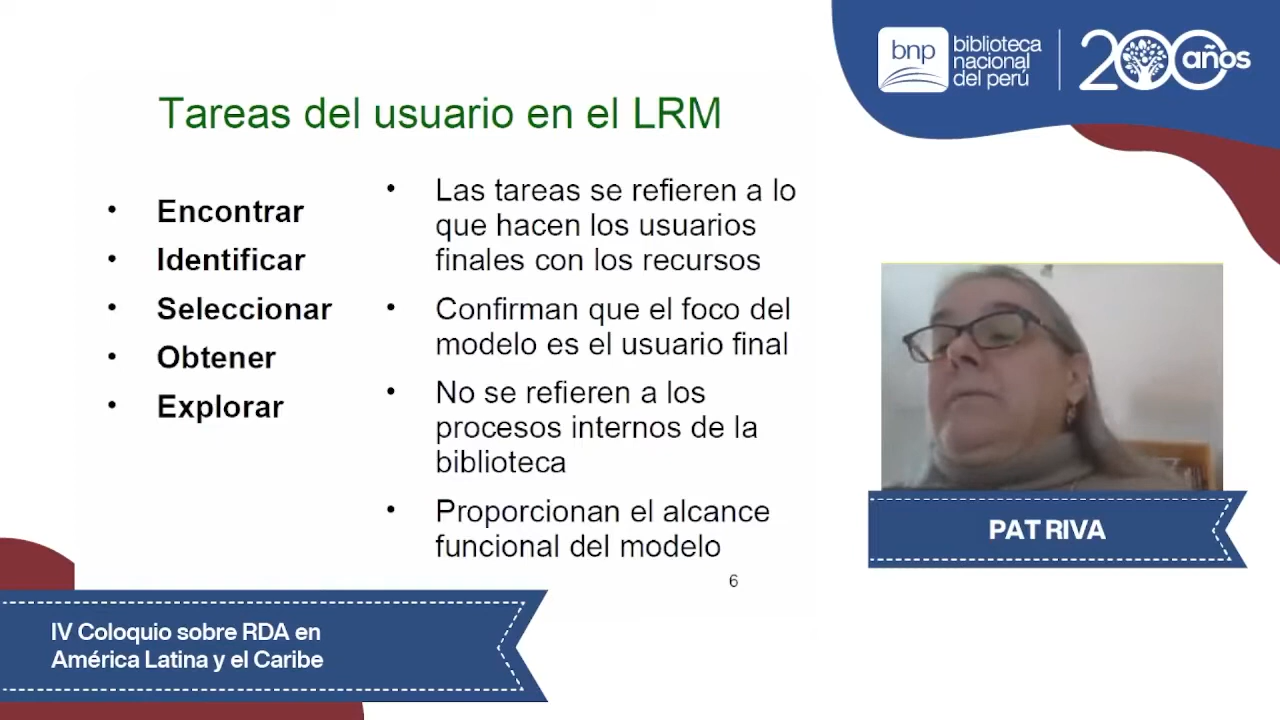 bnp
biblioteca
nacional
del perú
200 años
Tareas del usuario en el LRM
• Encontrar
• Identificar
• Seleccionar
• Obtener
• Explorar
• Las tareas se refieren a lo
que hacen los usuarios
finales con los recursos
• Confirman que el foco del
modelo es el usuario final
• No se refieren a los
procesos internos de la
biblioteca
• Proporcionan el alcance
funcional del modelo
6
PAT RIVA
IV Coloquio sobre RDA en
América Latina y el Caribe